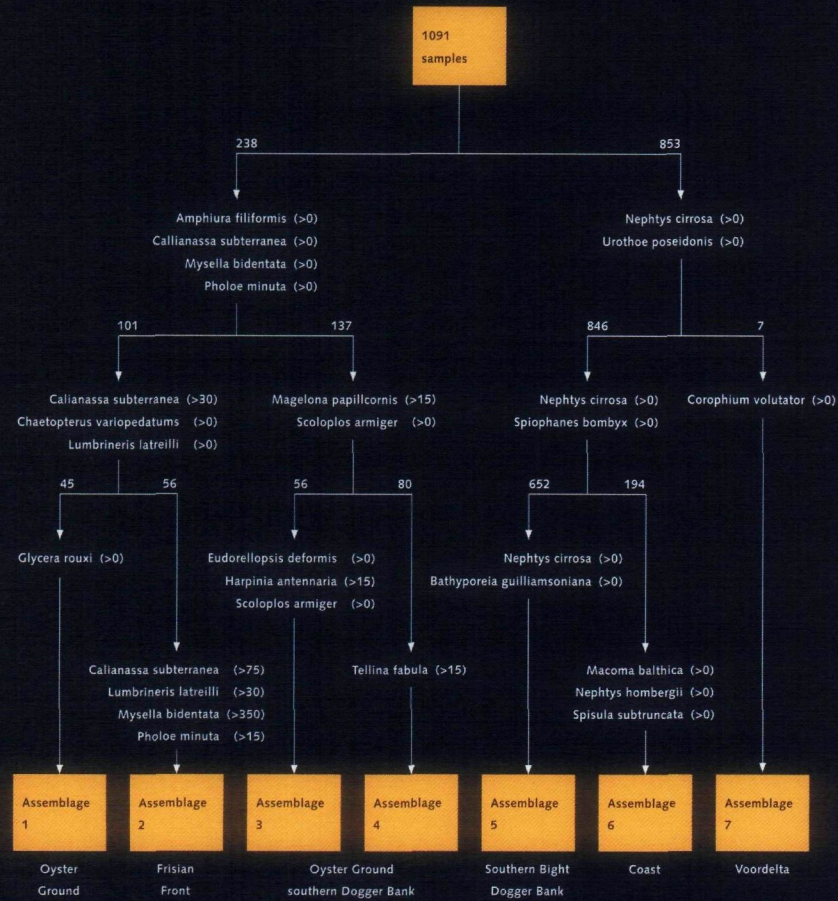 1091
samples
238
853
Amphiura filiformis (>0)
Callianassa subterranea (>0)
Mysella bidentata (>0)
Pholoe minuta (>0)
Nephtys cirrosa (>0)
Urothoe poseidonis (>0)
101
137
846
7
Calianassa subterranea (>30)
Chaetopterus variopedatums (>0)
Lumbrineris latreilli (>0)
Magelona papillcornis (>15)
Scoloplos armiger (>0)
Nephtys cirrosa (>0)
Spiophanes bombyx (>0)
Corophium volutator (>0)
45
56
56
80
652
194
Glycera rouxi (>0)
Eudorellopsis deformis (>0)
Harpinia antennaria (>15)
Scoloplos armiger (>0)
Nephtys cirrosa (>0)
Bathyporeia guilliamsoniana (>0)
Calianassa subterranea (>75)
Lumbrineris latreilli (>30)
Mysella bidentata (>350)
Pholoe minuta (>15)
Tellina fabula (>15)
Macoma balthica (>0)
Nephtys hombergii (>0)
Spisula subtruncata (>0)
Assemblage
1
Assemblage
2
Assemblage
3
Assemblage
4
Assemblage
5
Assemblage
6
Assemblage
7
Oyster
Ground
Frisian
Front
Oyster Ground
southern Dogger Bank
Southern Bight
Dogger Bank
Coast
Voordelta